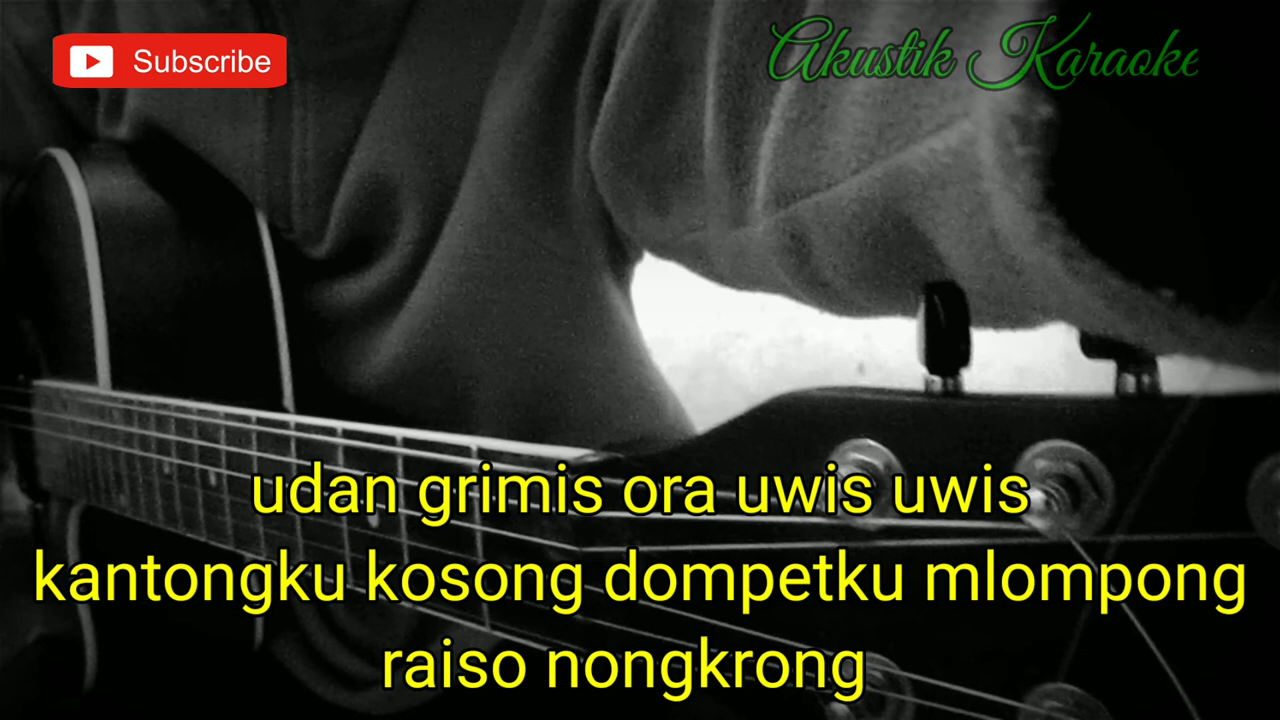 Subscribe
Akustik Karaoke
udan grimis ora uwis uwis
kantongku kosong dompetku mlompong
raiso nongkrong